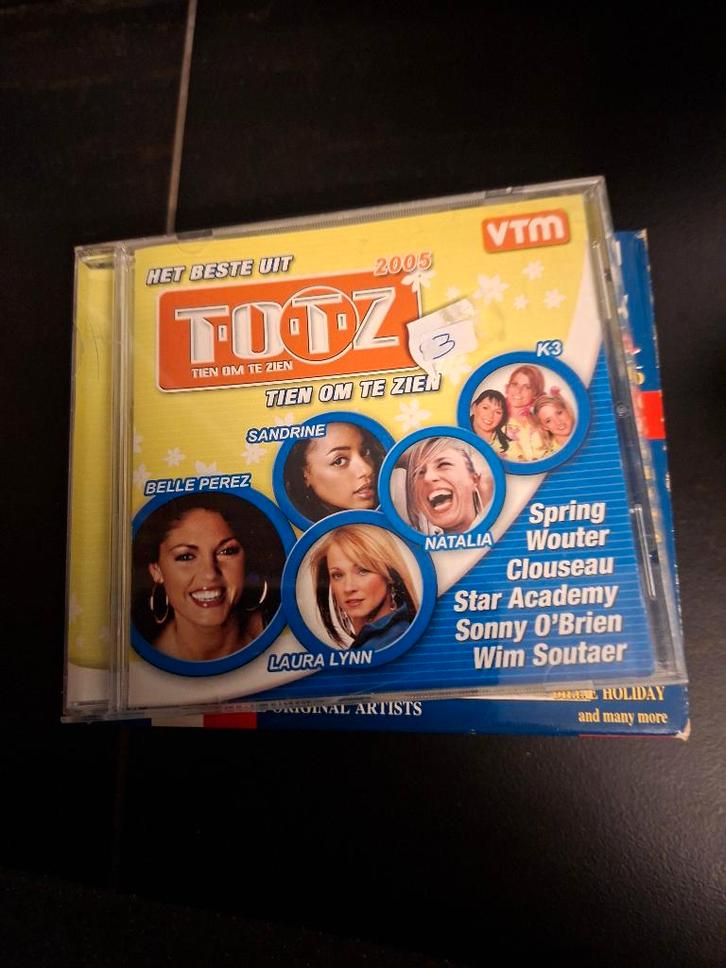 VTM
HET BESTE UIT
2005
T·O·T·Z
TIEN OM TE ZIEN
3
TIEN OM TE ZIEN
K3
SANDRINE
BELLE PEREZ
NATALIA
LAURA LYNN
Spring
Wouter
Clouseau
Star Academy
Sonny O'Brien
Wim Soutaer
ORIGINAL ARTISTS
HOLIDAY
and many more